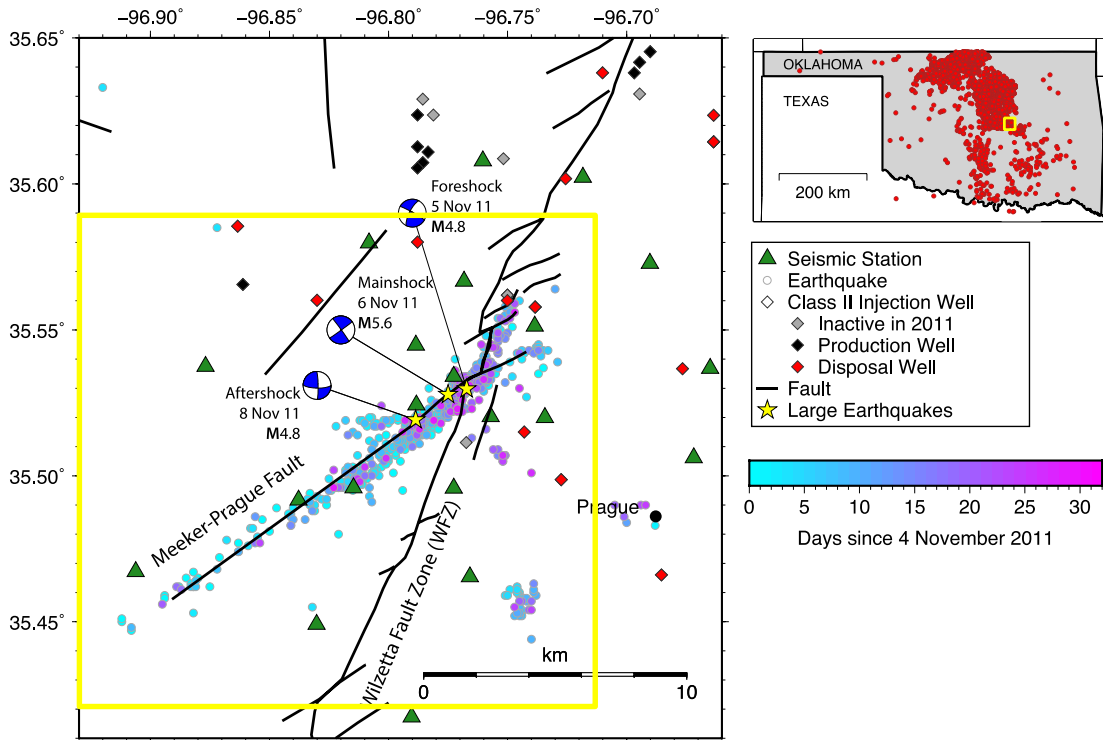 −96.90° −96.85° −96.80° −96.75° −96.70°
35.65°
35.60°
35.55°
35.50°
35.45°
Foreshock
5 Nov 11
M4.8
Mainshock
6 Nov 11
M5.6
Aftershock
8 Nov 11
M4.8
Meeker-Prague Fault
Wilzetta Fault Zone (WFZ)
Prague
km
0 10
OKLAHOMA
TEXAS
200 km
Seismic Station
Earthquake
Class II Injection Well
Inactive in 2011
Production Well
Disposal Well
Fault
Large Earthquakes
0 5 10 15 20 25 30
Days since 4 November 2011